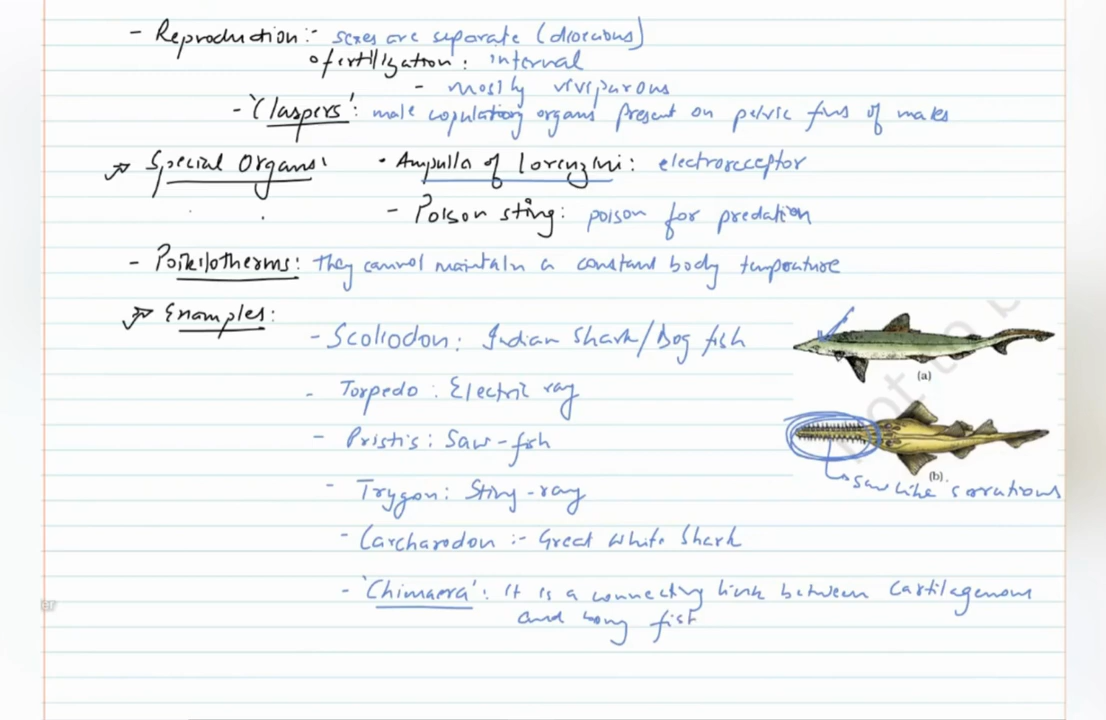 - Reproduction:- sexes are separate (dioecious)
o fertilization: internal
- mostly viviparous
- 'Claspers': male copulatory organs present on pelvic fins of males
Special Organs: • Ampulla of lorenzini: electroreceptor
- Poison sting: poison for predation
- Poikilotherms: they cannot maintain a constant body temperature
Examples:
- Scoliodon: Indian shark/Dog fish
(a)
- Torpedo: Electric ray
- Pristis: Saw-fish
(b)
saw like serrations
- Trygon: Sting-ray
- Carcharodon :- Great White Shark
- 'Chimaera': It is a connecting link between Cartilagenous
and bony fish
not to b
er